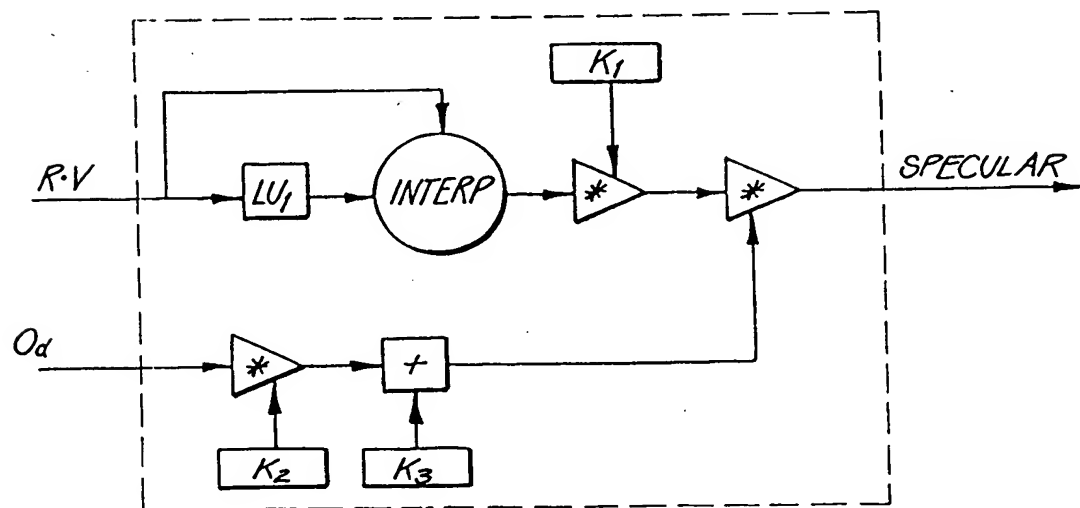 K1
R·V
LU1
INTERP
*
*
SPECULAR
Od
*
+
K2
K3